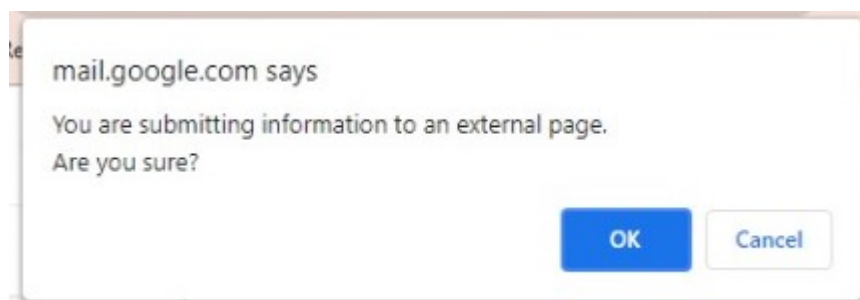 mail.google.com says
You are submitting information to an external page.
Are you sure?
OK
Cancel